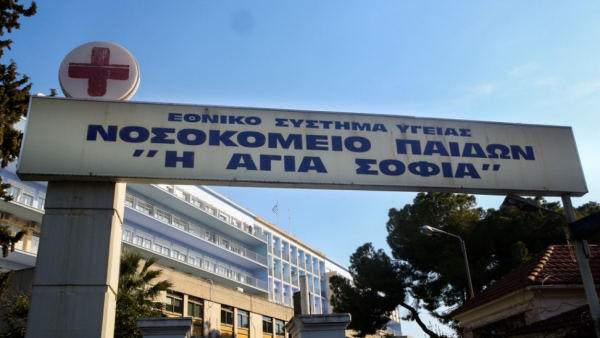 ΕΘΝΙΚΟ ΣΥΣΤΗΜΑ ΥΓΕΙΑΣ
ΝΟΣΟΚΟΜΕΙΟ ΠΑΙΔΩΝ
"Η ΑΓΙΑ ΣΟΦΙΑ"